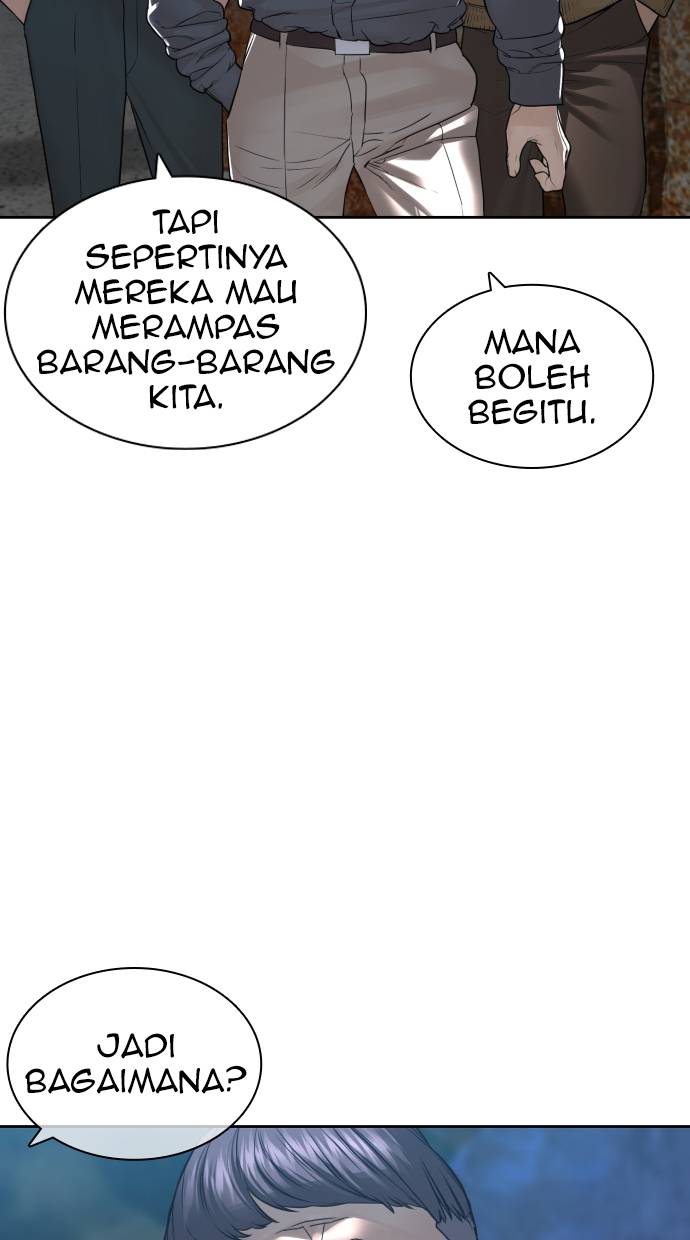 TAPI
SEPERTINYA
MEREKA MAU
MERAMPAS
BARANG-BARANG
KITA.
MANA
BOLEH
BEGITU.
JADI
BAGAIMANA?